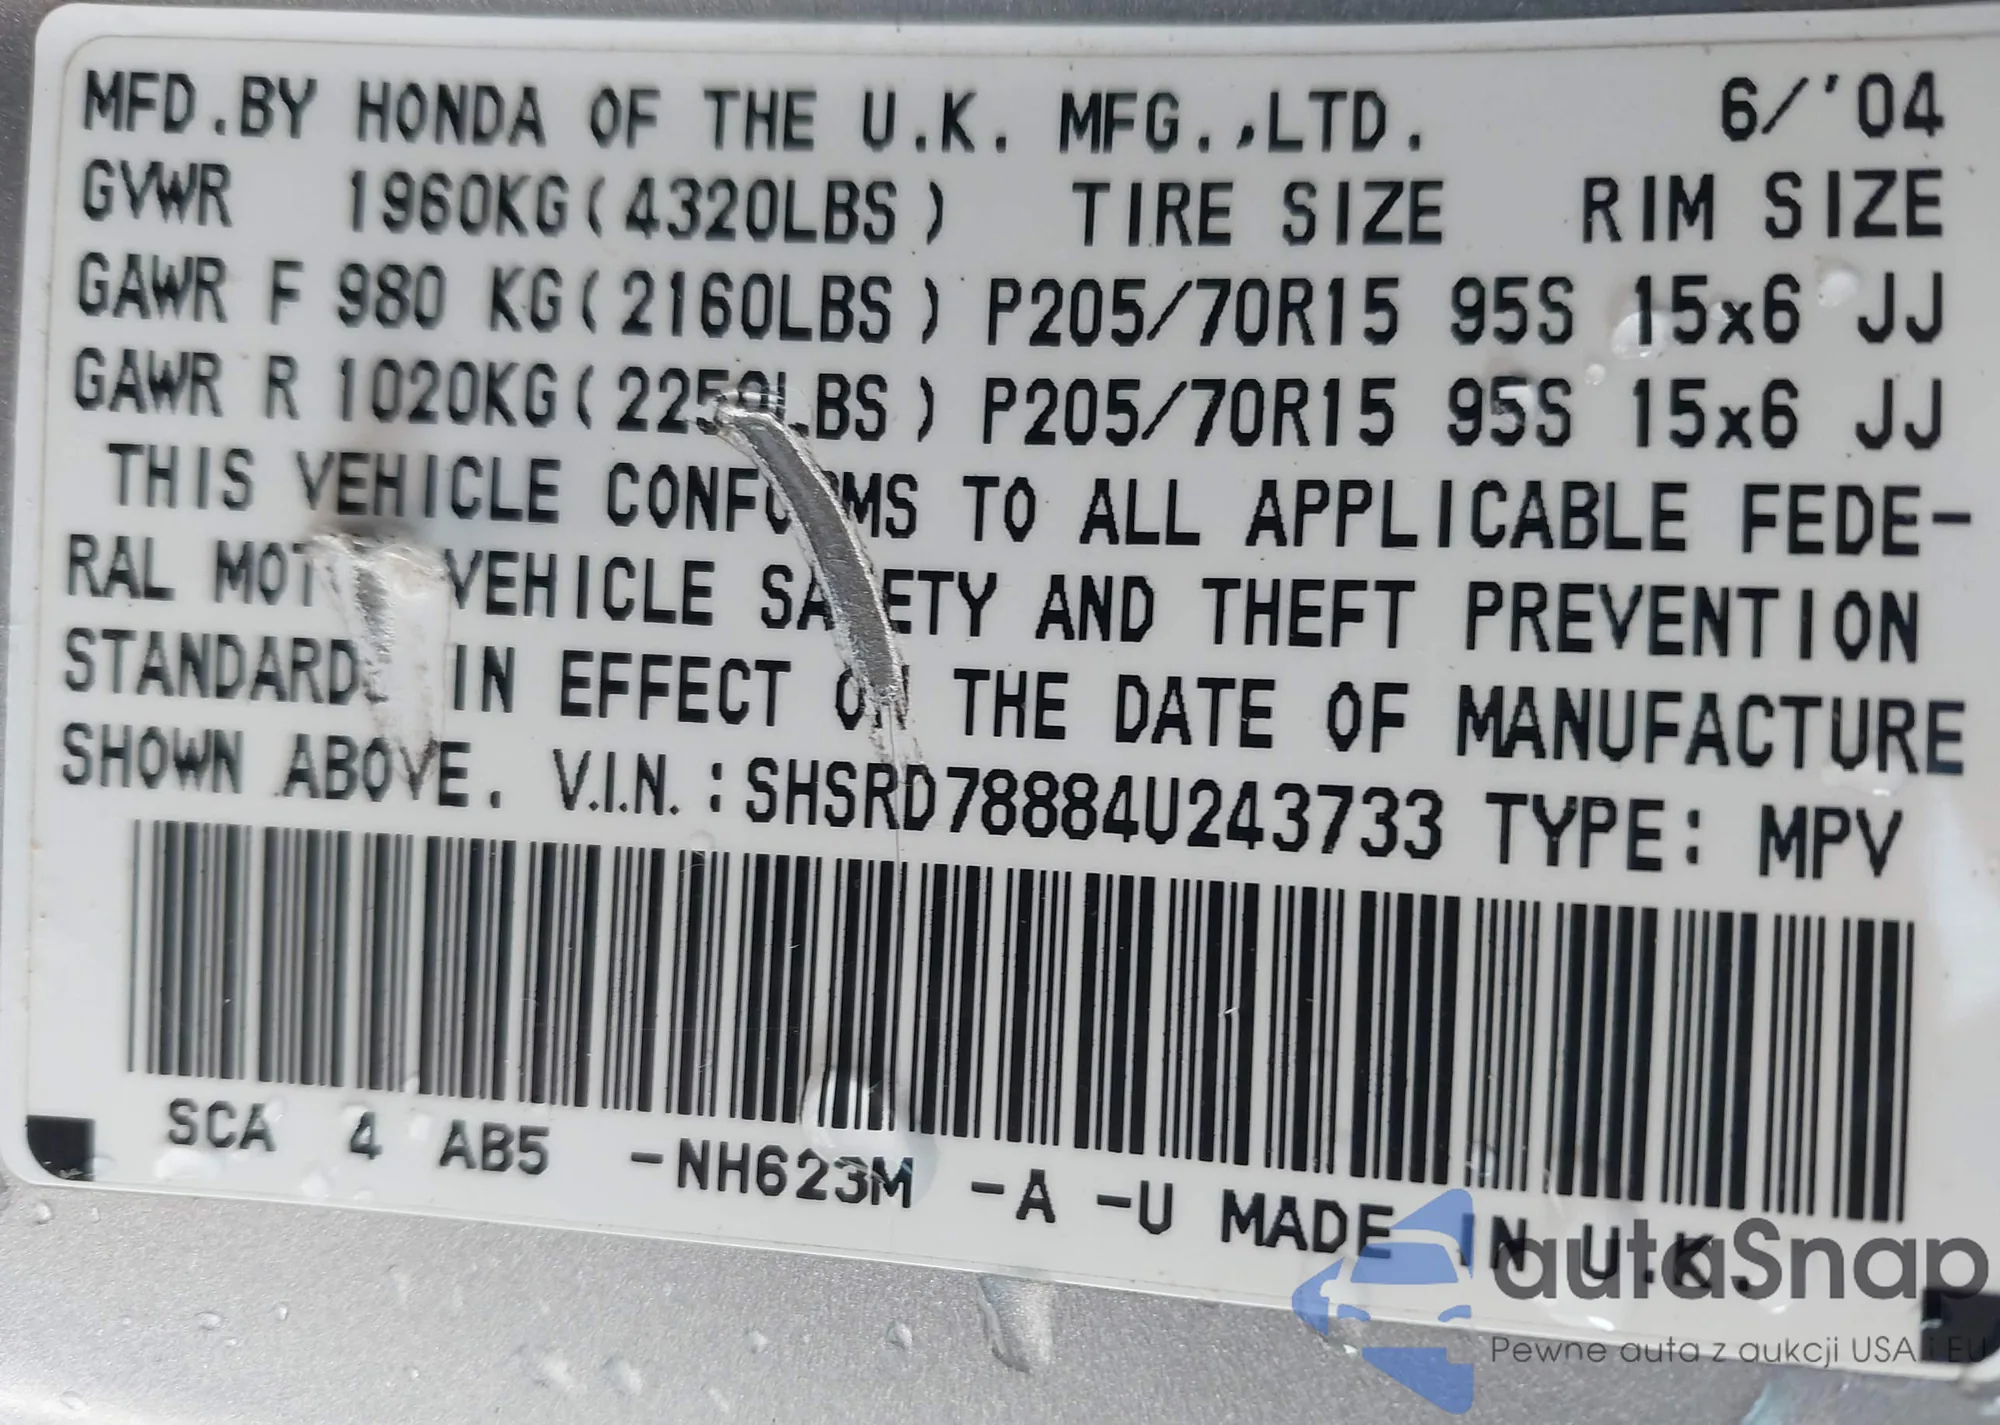 MFD.BY HONDA OF THE U.K. MFG.,LTD. 6/'04
GVWR 1960KG(4320LBS) TIRE SIZE RIM SIZE
GAWR F 980 KG(2160LBS) P205/70R15 95S 15x6 JJ
GAWR R 1020KG(2250LBS) P205/70R15 95S 15x6 JJ
THIS VEHICLE CONFORMS TO ALL APPLICABLE FEDE-
RAL MOTOR VEHICLE SAFETY AND THEFT PREVENTION
STANDARDS IN EFFECT ON THE DATE OF MANUFACTURE
SHOWN ABOVE. V.I.N. :SHSRD78884U243733 TYPE: MPV
SCA 4 AB5 -NH623M -A -U MADE IN U.K.
autaSnap
Pewne auta z aukcji USA i EU